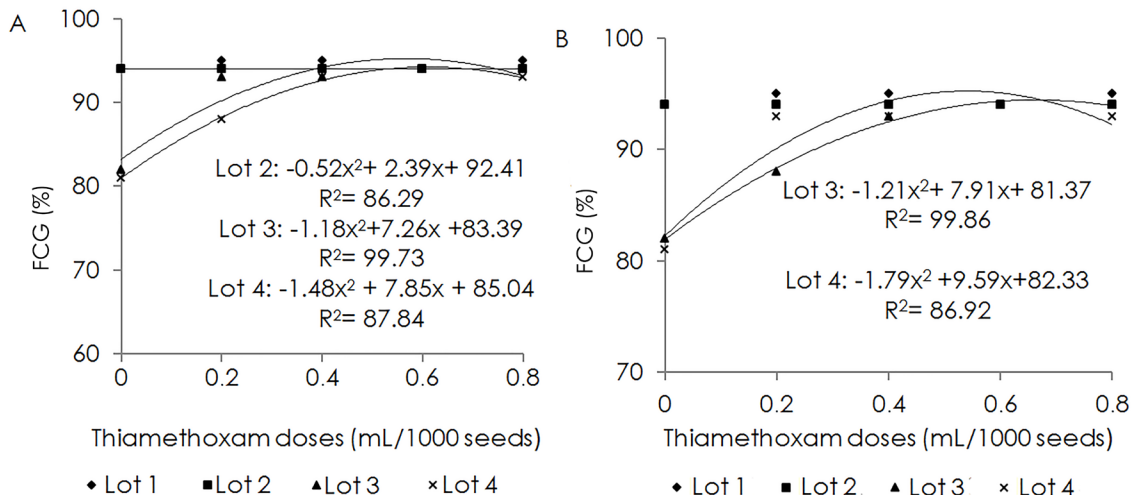 A
100
90
80
70
60
FCG (%)
Lot 2: -0.52x²+ 2.39x+ 92.41
R²= 86.29
Lot 3: -1.18x²+7.26x +83.39
R²= 99.73
Lot 4: -1.48x² + 7.85x + 85.04
R²= 87.84
0 0.2 0.4 0.6 0.8
Thiamethoxam doses (mL/1000 seeds)
Lot 1 Lot 2 Lot 3 Lot 4
B
100
90
80
70
FCG (%)
Lot 3: -1.21x²+ 7.91x+ 81.37
R²= 99.86
Lot 4: -1.79x² +9.59x+82.33
R²= 86.92
0 0.2 0.4 0.6 0.8
Thiamethoxam doses (mL/1000 seeds)
Lot 1 Lot 2 Lot 3 Lot 4